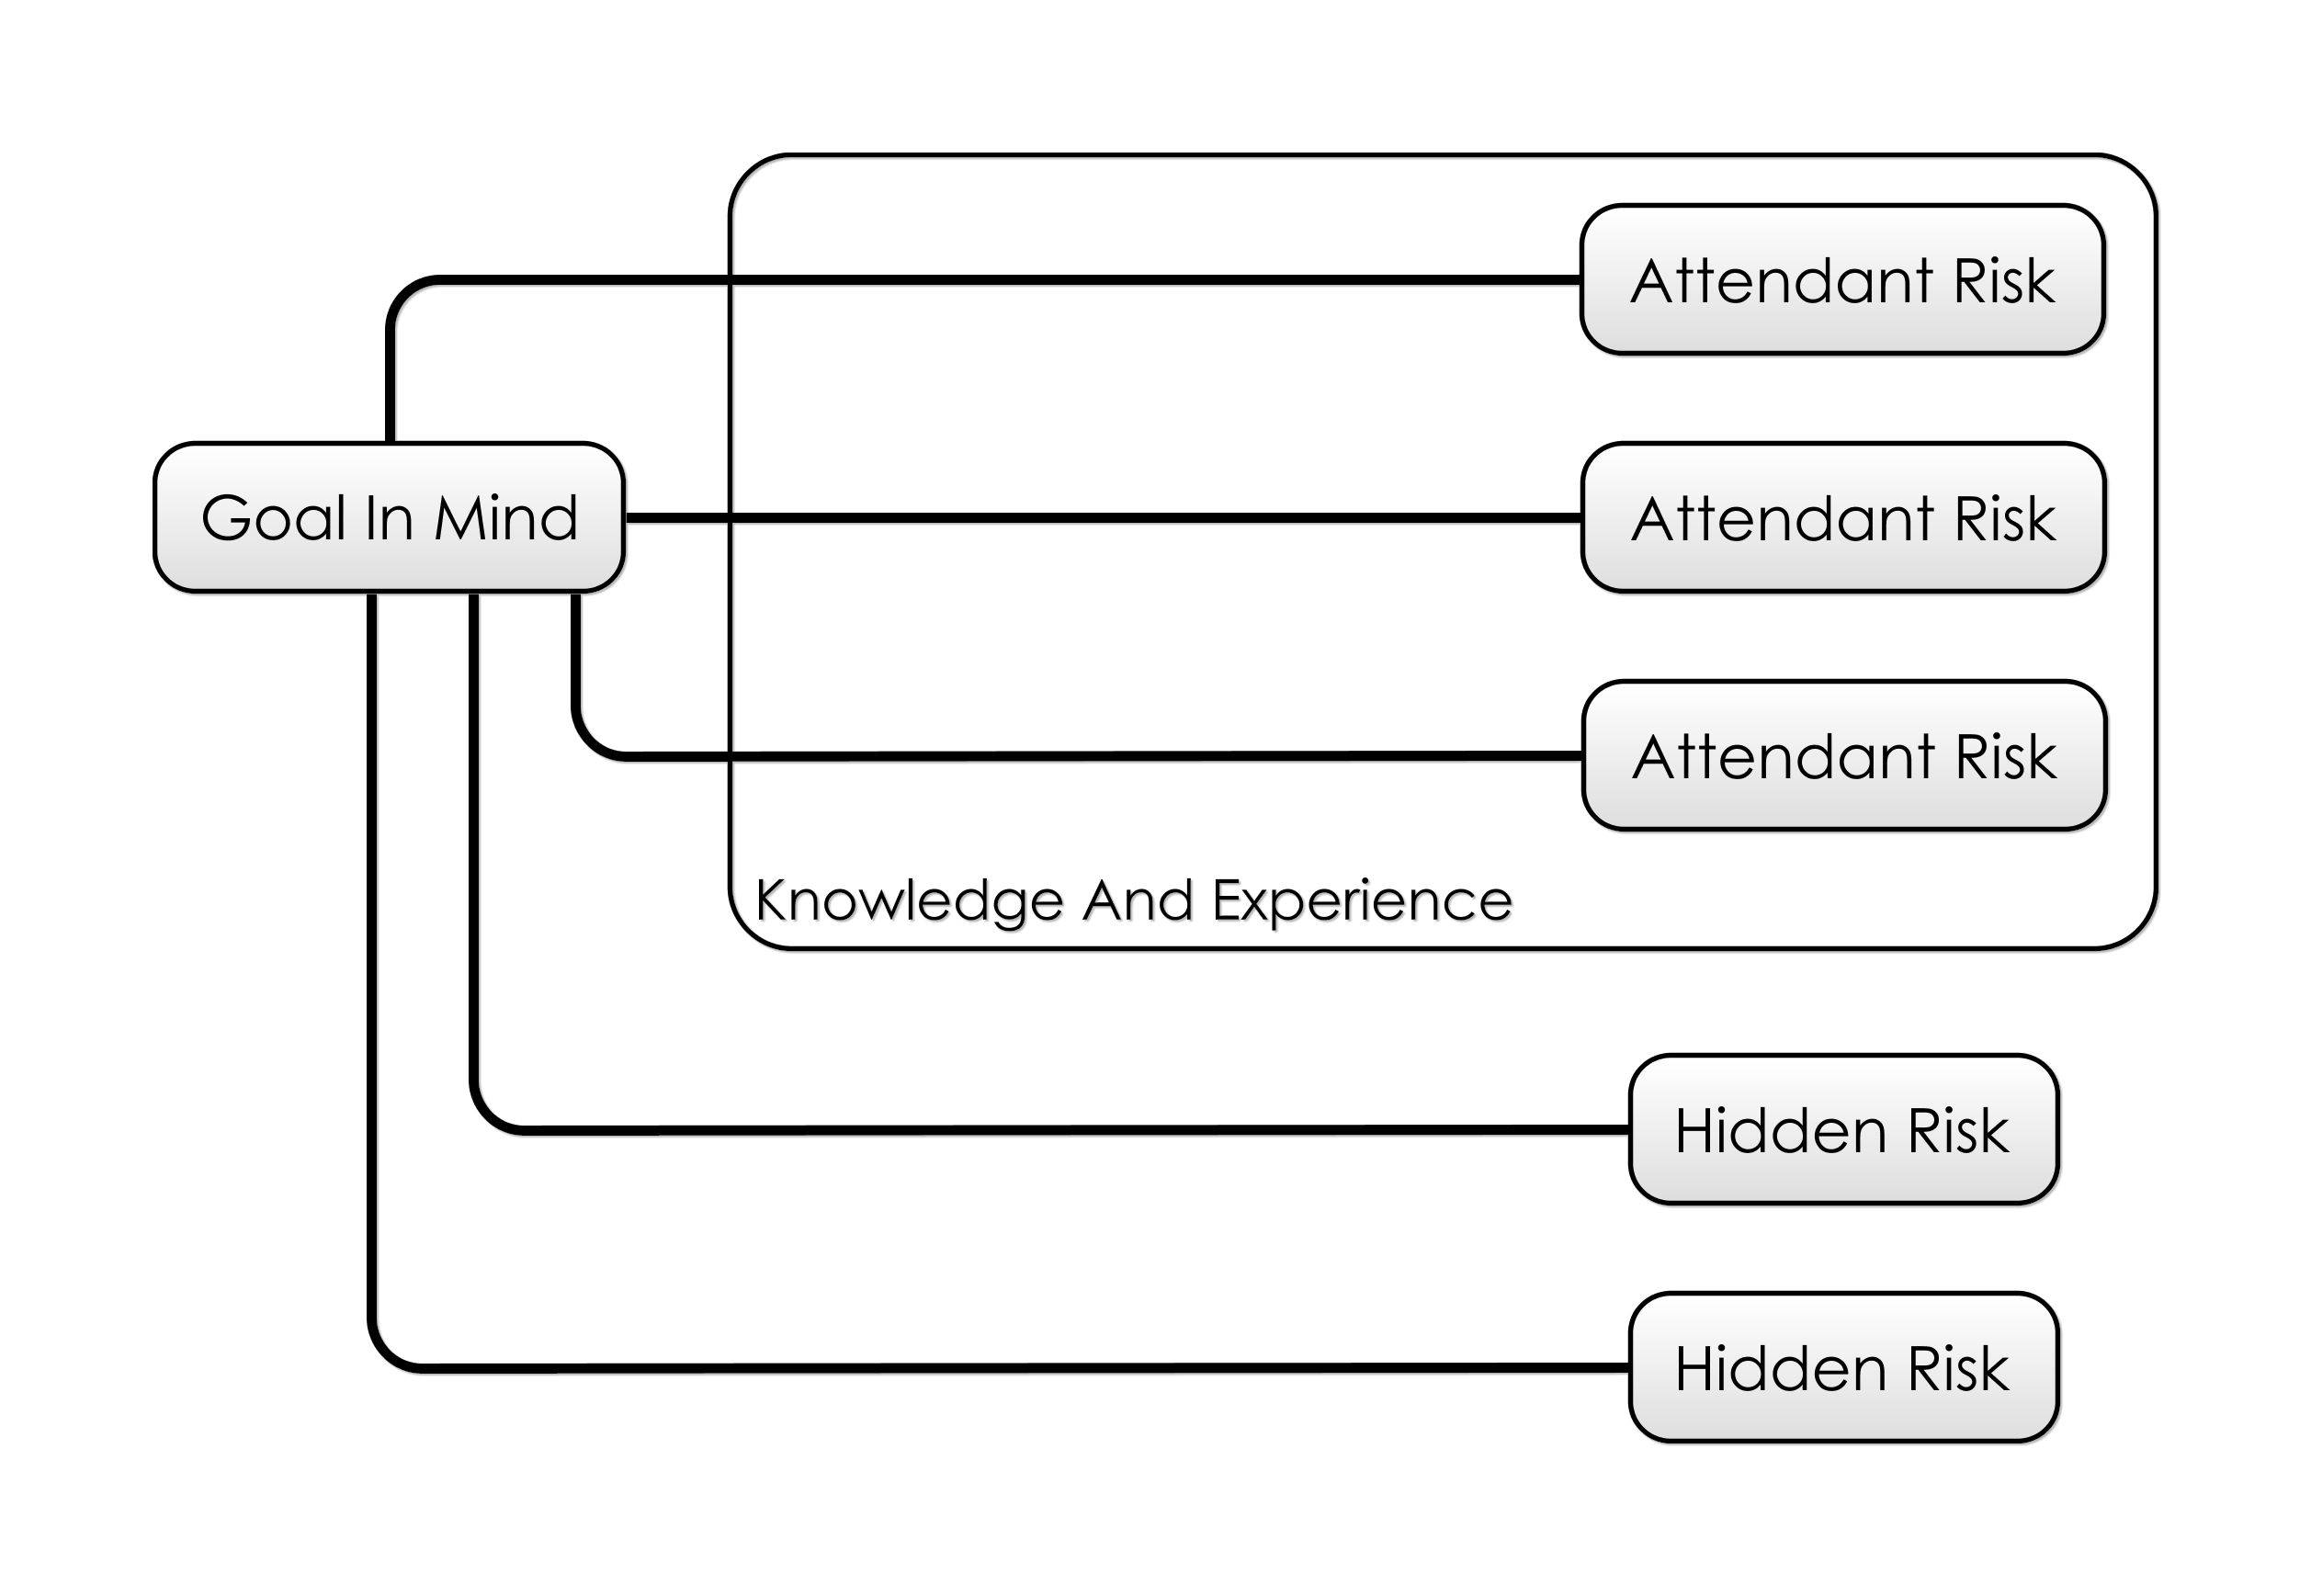 Attendant Risk
Goal In Mind
Attendant Risk
Attendant Risk
Knowledge And Experience
Hidden Risk
Hidden Risk